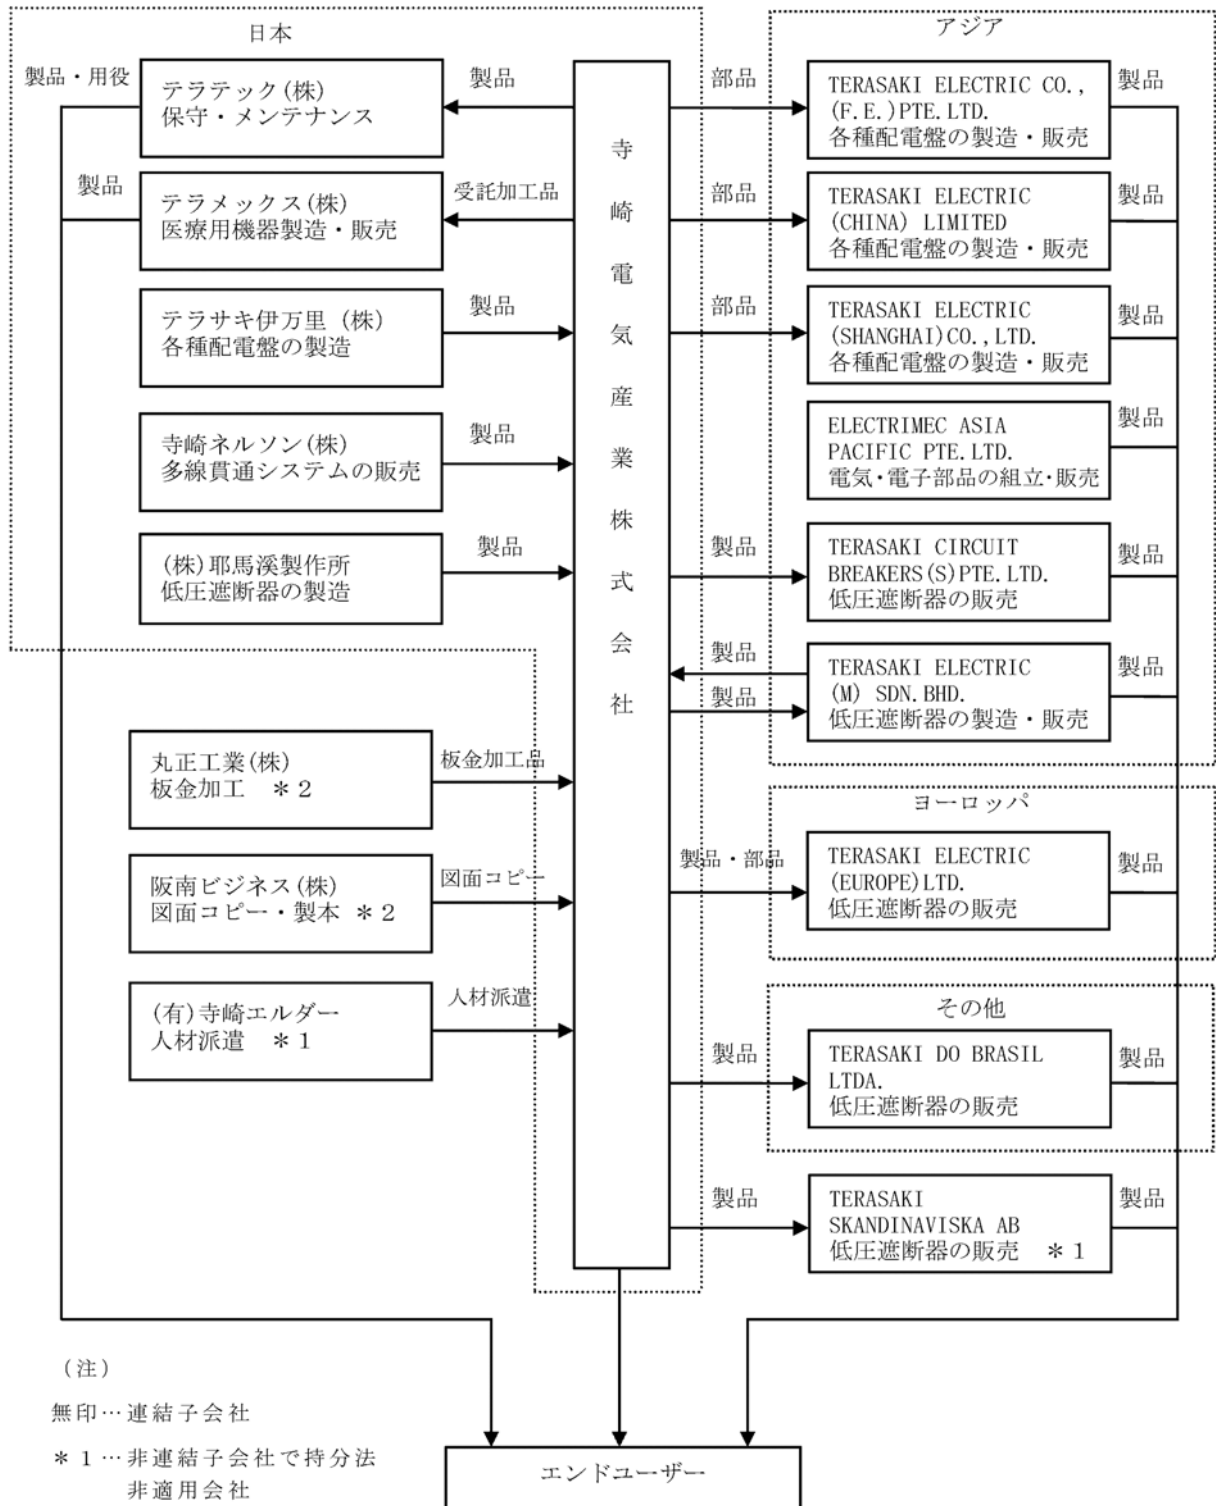 日本
製品・用役
テラテック(株)
保守・メンテナンス
製品
製品
テラメックス(株)
医療用機器製造・販売
受託加工品
テラサキ伊万里 (株)
各種配電盤の製造
製品
寺崎ネルソン(株)
多線貫通システムの販売
製品
(株)耶馬溪製作所
低圧遮断器の製造
製品
丸正工業(株)
板金加工 ＊２
板金加工品
阪南ビジネス(株)
図面コピー・製本 ＊２
図面コピー
(有)寺崎エルダー
人材派遣 ＊１
人材派遣
寺崎電気産業株式会社
アジア
部品
TERASAKI ELECTRIC CO.,
(F.E.)PTE.LTD.
各種配電盤の製造・販売
製品
部品
TERASAKI ELECTRIC
(CHINA) LIMITED
各種配電盤の製造・販売
製品
部品
TERASAKI ELECTRIC
(SHANGHAI)CO.,LTD.
各種配電盤の製造・販売
製品
ELECTRIMEC ASIA
PACIFIC PTE.LTD.
電気・電子部品の組立・販売
製品
製品
TERASAKI CIRCUIT
BREAKERS(S)PTE.LTD.
低圧遮断器の販売
製品
製品
製品
TERASAKI ELECTRIC
(M) SDN.BHD.
低圧遮断器の製造・販売
製品
ヨーロッパ
製品・部品
TERASAKI ELECTRIC
(EUROPE)LTD.
低圧遮断器の販売
製品
その他
製品
TERASAKI DO BRASIL
LTDA.
低圧遮断器の販売
製品
製品
TERASAKI
SKANDINAVISKA AB
低圧遮断器の販売 ＊１
製品
（注）
無印…連結子会社
＊１…非連結子会社で持分法
非適用会社
エンドユーザー